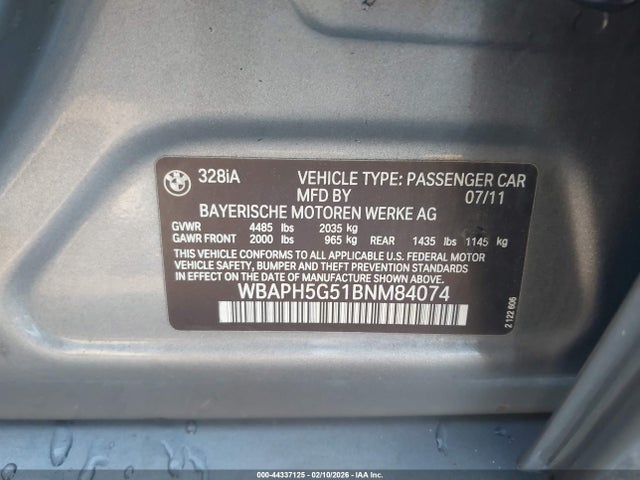 BMW
328iA VEHICLE TYPE: PASSENGER CAR
MFD BY 07/11
BAYERISCHE MOTOREN WERKE AG
GVWR 4485 lbs 2035 kg
GAWR FRONT 2000 lbs 965 kg REAR 1435 lbs 1145 kg
THIS VEHICLE CONFORMS TO ALL APPLICABLE U.S. FEDERAL MOTOR
VEHICLE SAFETY, BUMPER AND THEFT PREVENTION STANDARDS
IN EFFECT ON THE DATE OF MANUFACTURE SHOWN ABOVE.
WBAPH5G51BNM84074
2 122 606
000-44337125 - 02/10/2026 - IAA, Inc.